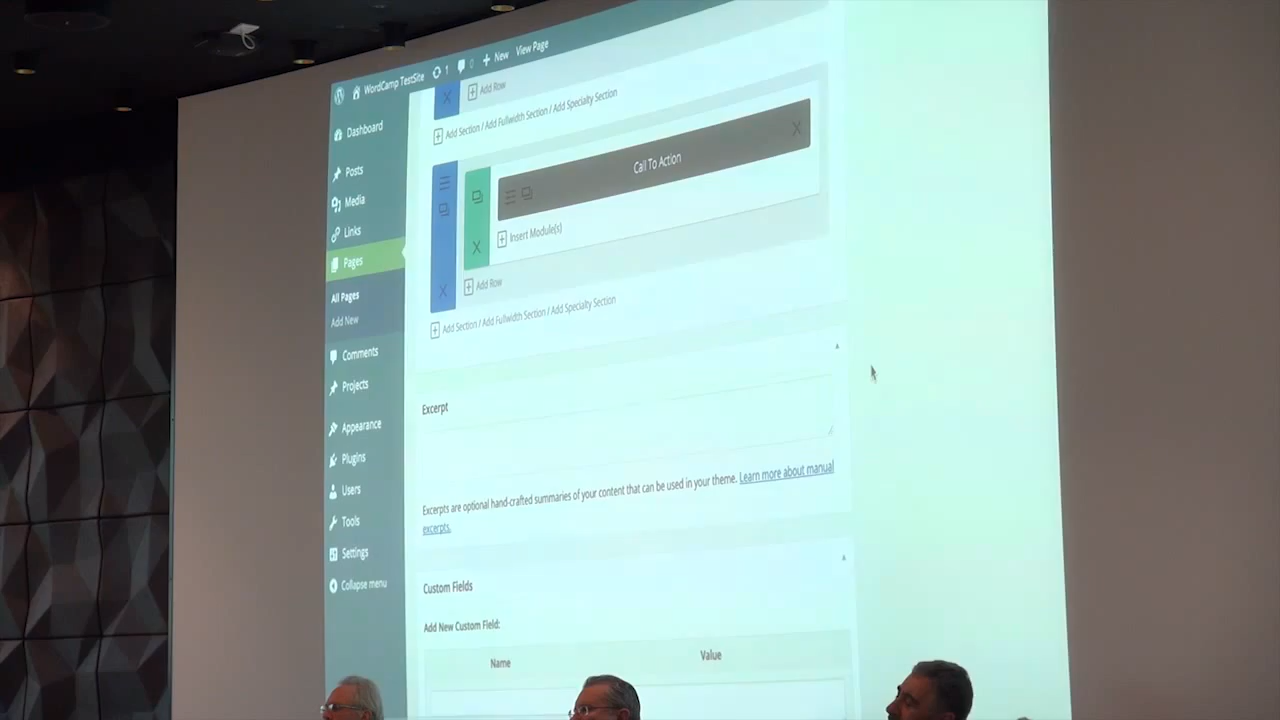 WordCamp TestSite 1 0 New View Page
Dashboard
Posts
Media
Links
Pages
All Pages
Add New
Comments
Projects
Appearance
Plugins
Users
Tools
Settings
Collapse menu
Add Row
Add Section / Add Fullwidth Section / Add Specialty Section
Call To Action
Insert Module(s)
Add Row
Add Section / Add Fullwidth Section / Add Specialty Section
Excerpt
Excerpts are optional hand-crafted summaries of your content that can be used in your theme. Learn more about manual
excerpts.
Custom Fields
Add New Custom Field:
Name Value